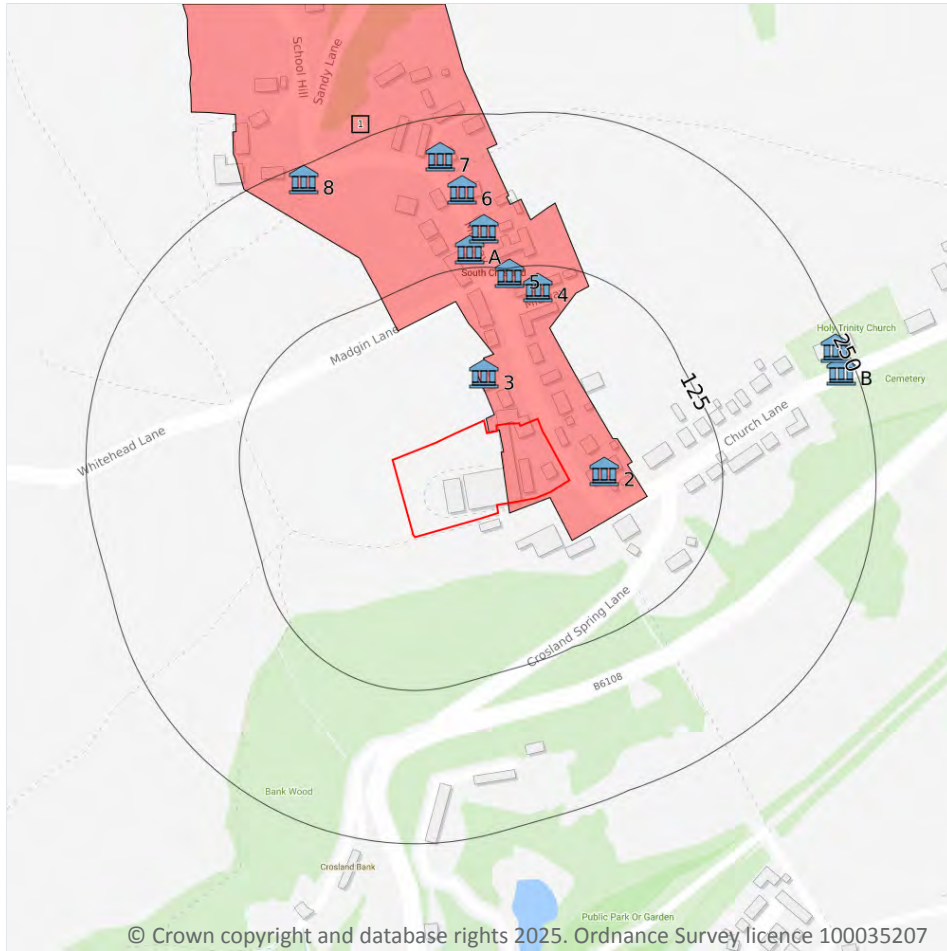 School Hill
Sandy Lane
1
7
8
6
A
South C
5
4
Madgin Lane
Holy Trinity Church
250
3
125
B
Cemetery
Whitehead Lane
Church Lane
2
Crosland Spring Lane
B6108
Bank Wood
Crosland Bank
Public Park Or Garden
© Crown copyright and database rights 2025. Ordnance Survey licence 100035207